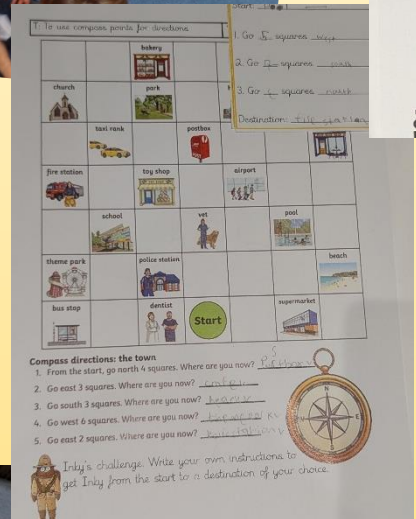 Start:
1. Go 5 squares
2. Go squares
3. Go squares
Destination:
T: To use compass points for directions
bakery
church
park
taxi rank
postbox
fire station
toy shop
airport
school
vet
pool
theme park
police station
beach
bus stop
dentist
Start
supermarket
Compass directions: the town
1. From the start, go north 4 squares. Where are you now?
2. Go east 3 squares. Where are you now?
3. Go south 3 squares. Where are you now?
4. Go west 6 squares. Where are you now?
5. Go east 2 squares. Where are you now?
Inky's challenge. Write your own instructions to
get Inky from the start to a destination of your choice.